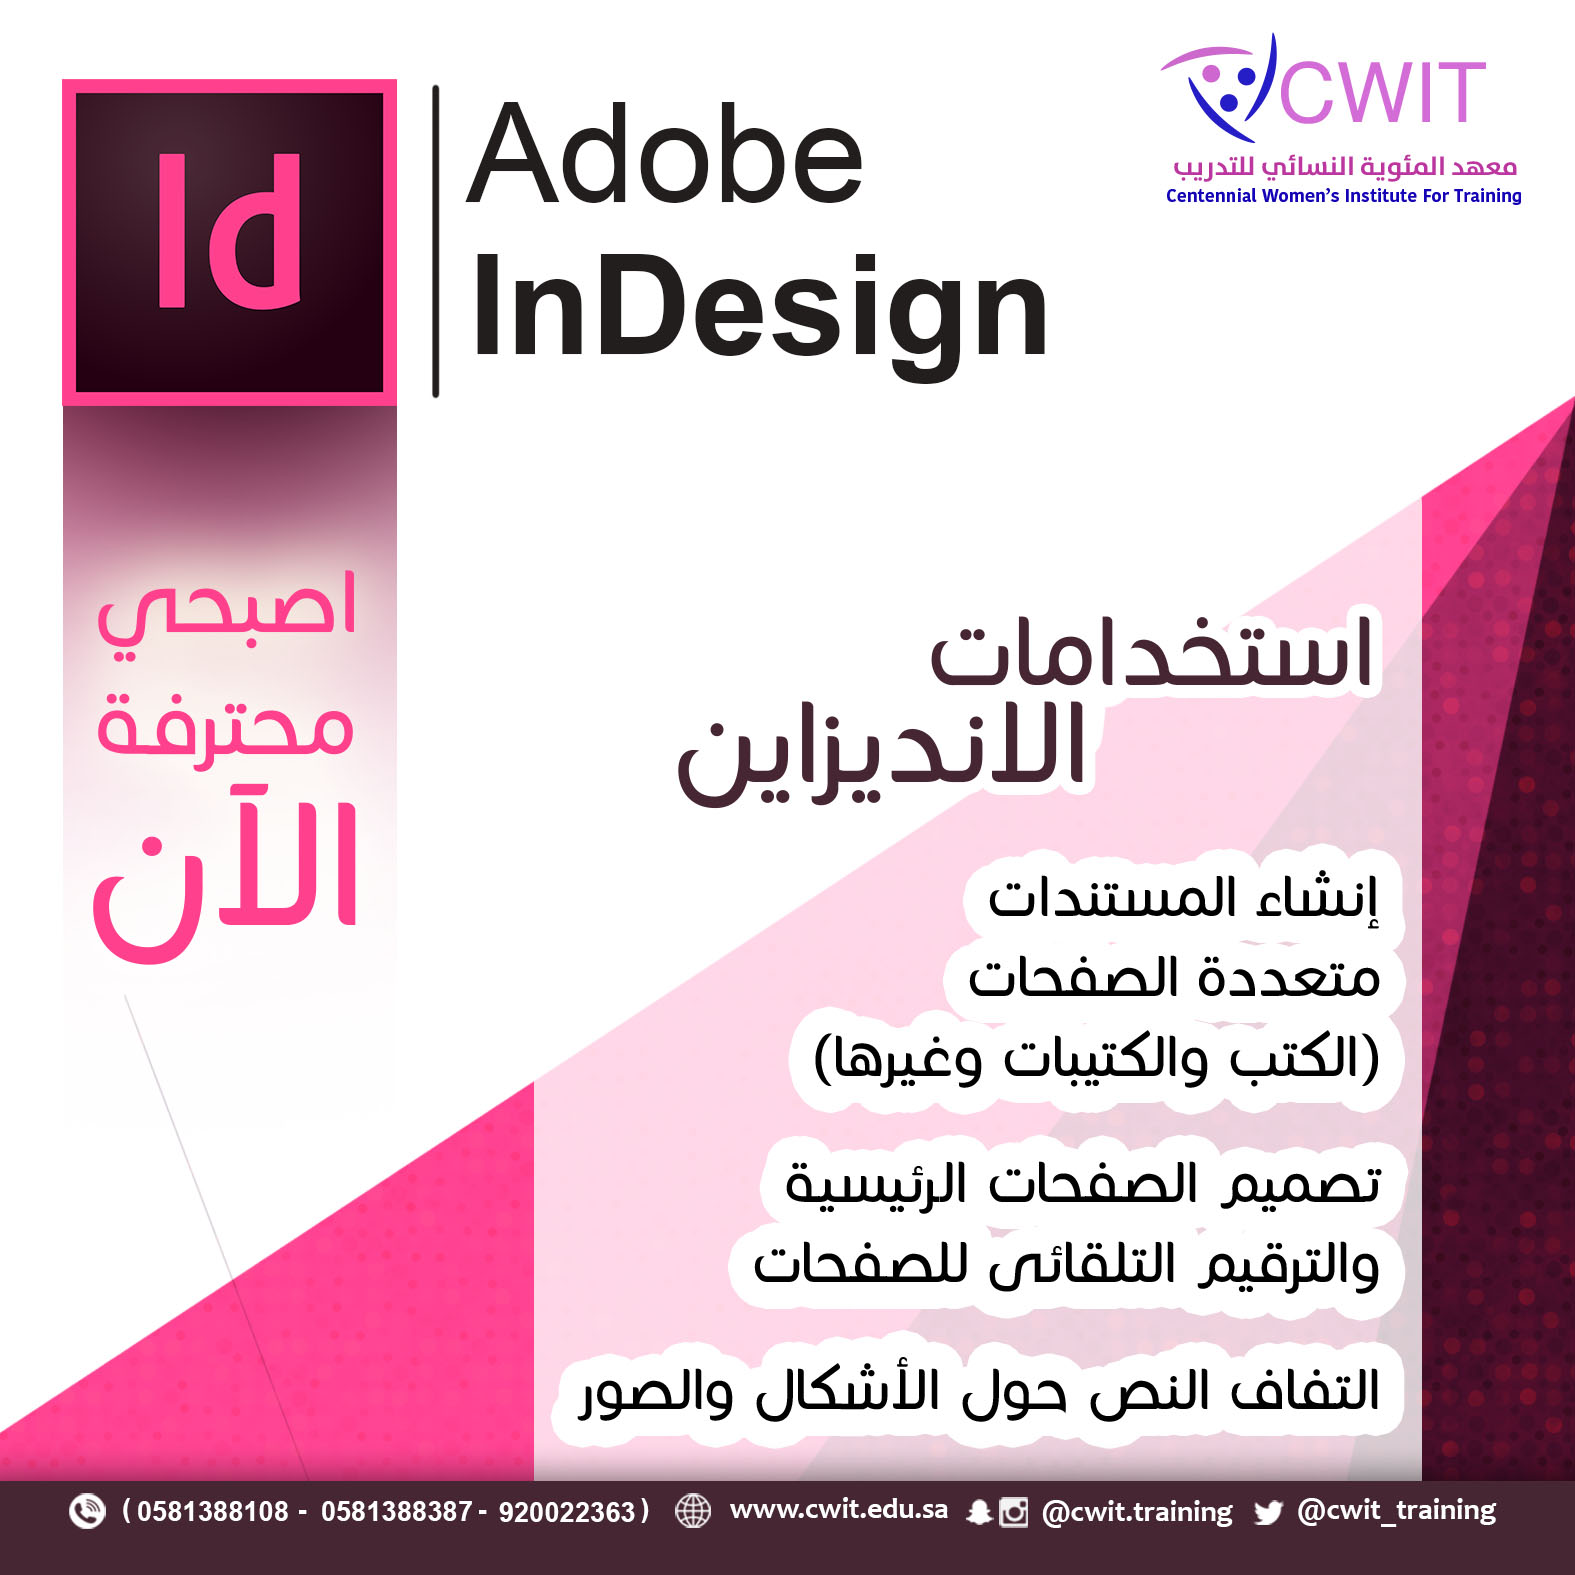 CWIT
معهد المئوية النسائي للتدريب
Centennial Women's Institute For Training
Id
Adobe
InDesign
اصبحي
محترفة
الآن
استخدامات
الانديزاين
إنشاء المستندات
متعددة الصفحات
(الكتب والكتيبات وغيرها)
تصميم الصفحات الرئيسية
والترقيم التلقائى للصفحات
التفاف النص حول الأشكال والصور
( 0581388108 - 0581388387 - 920022363 ) www.cwit.edu.sa @cwit.training @cwit_training